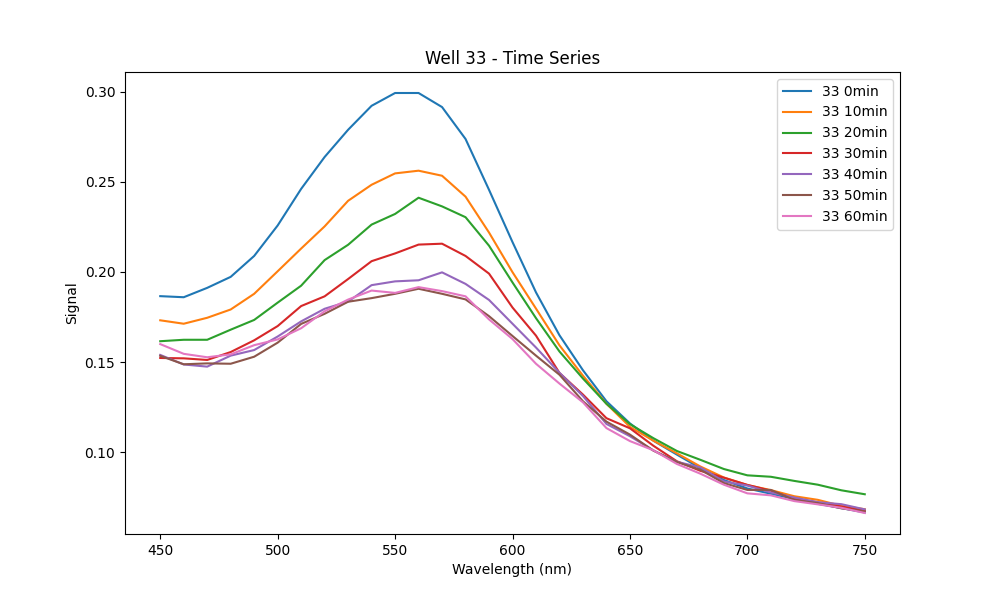 Well 33 - Time Series
33 0min
33 10min
33 20min
33 30min
33 40min
33 50min
33 60min
Signal
0.30
0.25
0.20
0.15
0.10
450 500 550 600 650 700 750
Wavelength (nm)